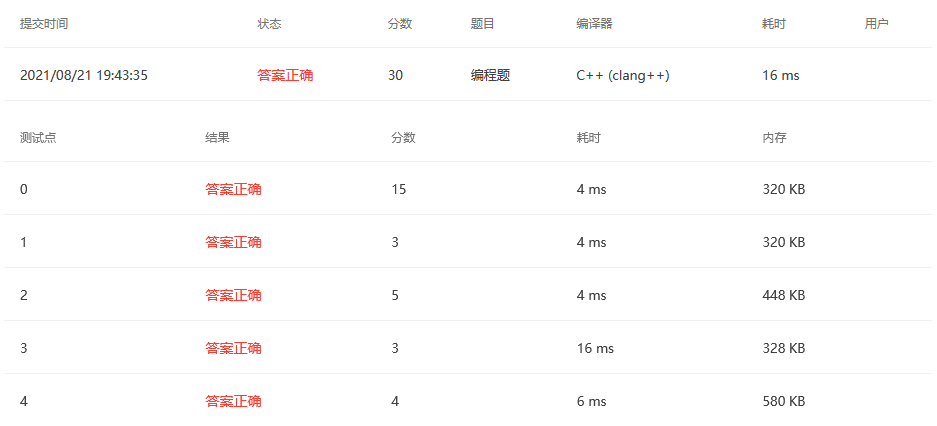 提交时间 状态 分数 题目 编译器 耗时 用户
2021/08/21 19:43:35 答案正确 30 编程题 C++ (clang++) 16 ms
测试点 结果 分数 耗时 内存
0 答案正确 15 4 ms 320 KB
1 答案正确 3 4 ms 320 KB
2 答案正确 5 4 ms 448 KB
3 答案正确 3 16 ms 328 KB
4 答案正确 4 6 ms 580 KB